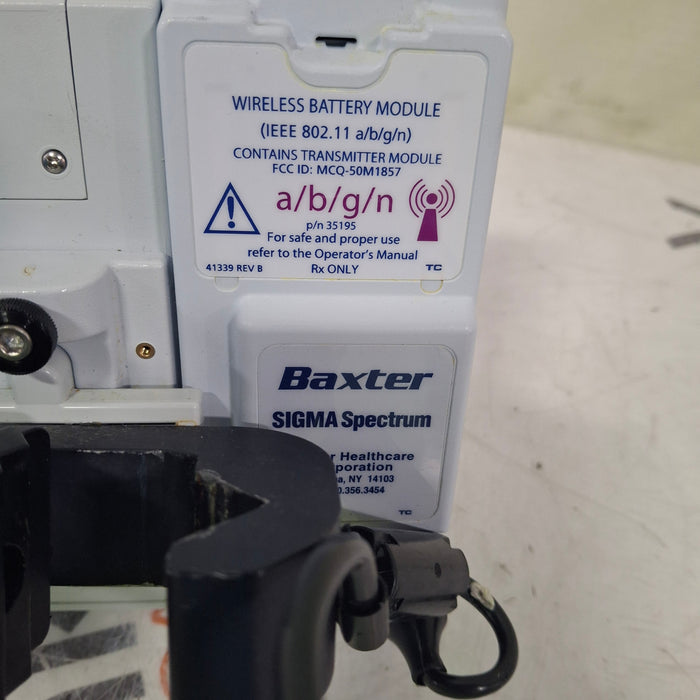 WIRELESS BATTERY MODULE
(IEEE 802.11 a/b/g/n)
CONTAINS TRANSMITTER MODULE
FCC ID: MCQ-50M1857
a/b/g/n
p/n 35195
For safe and proper use
refer to the Operator's Manual
41339 REV B Rx ONLY TC
Baxter
SIGMA Spectrum
Healthcare
NY 14103
.356.3454
TC